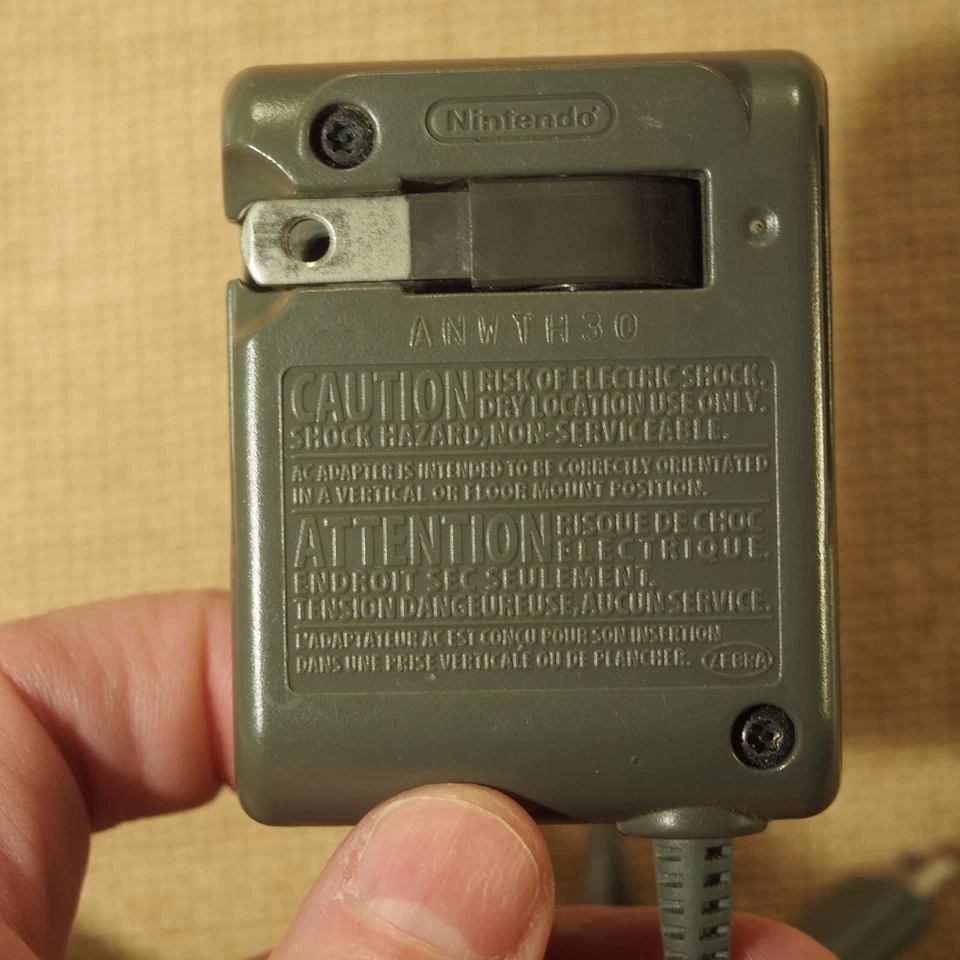 Nintendo
ANWTH30
CAUTION RISK OF ELECTRIC SHOCK.
DRY LOCATION USE ONLY.
SHOCK HAZARD, NON-SERVICEABLE.
AC ADAPTER IS INTENDED TO BE CORRECTLY ORIENTATED
IN A VERTICAL OR FLOOR MOUNT POSITION.
ATTENTION RISQUE DE CHOC
ELECTRIQUE.
ENDROIT SEC SEULEMENT.
TENSION DANGEUREUSE, AUCUN SERVICE.
L'ADAPTATEUR AC EST CONÇU POUR SON INSERTION
DANS UNE PRISE VERTICALE OU DE PLANCHER. ZEBRA